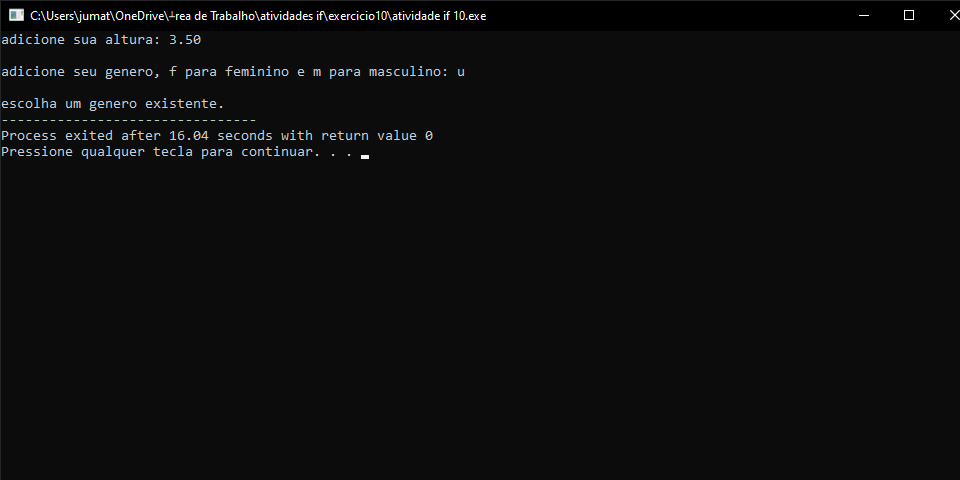 C:\Users\jumat\OneDrive\┴rea de Trabalho\atividades if\exercicio10\atividade if 10.exe
adicione sua altura: 3.50
adicione seu genero, f para feminino e m para masculino: u
escolha um genero existente.
--------------------------------
Process exited after 16.04 seconds with return value 0
Pressione qualquer tecla para continuar. . .